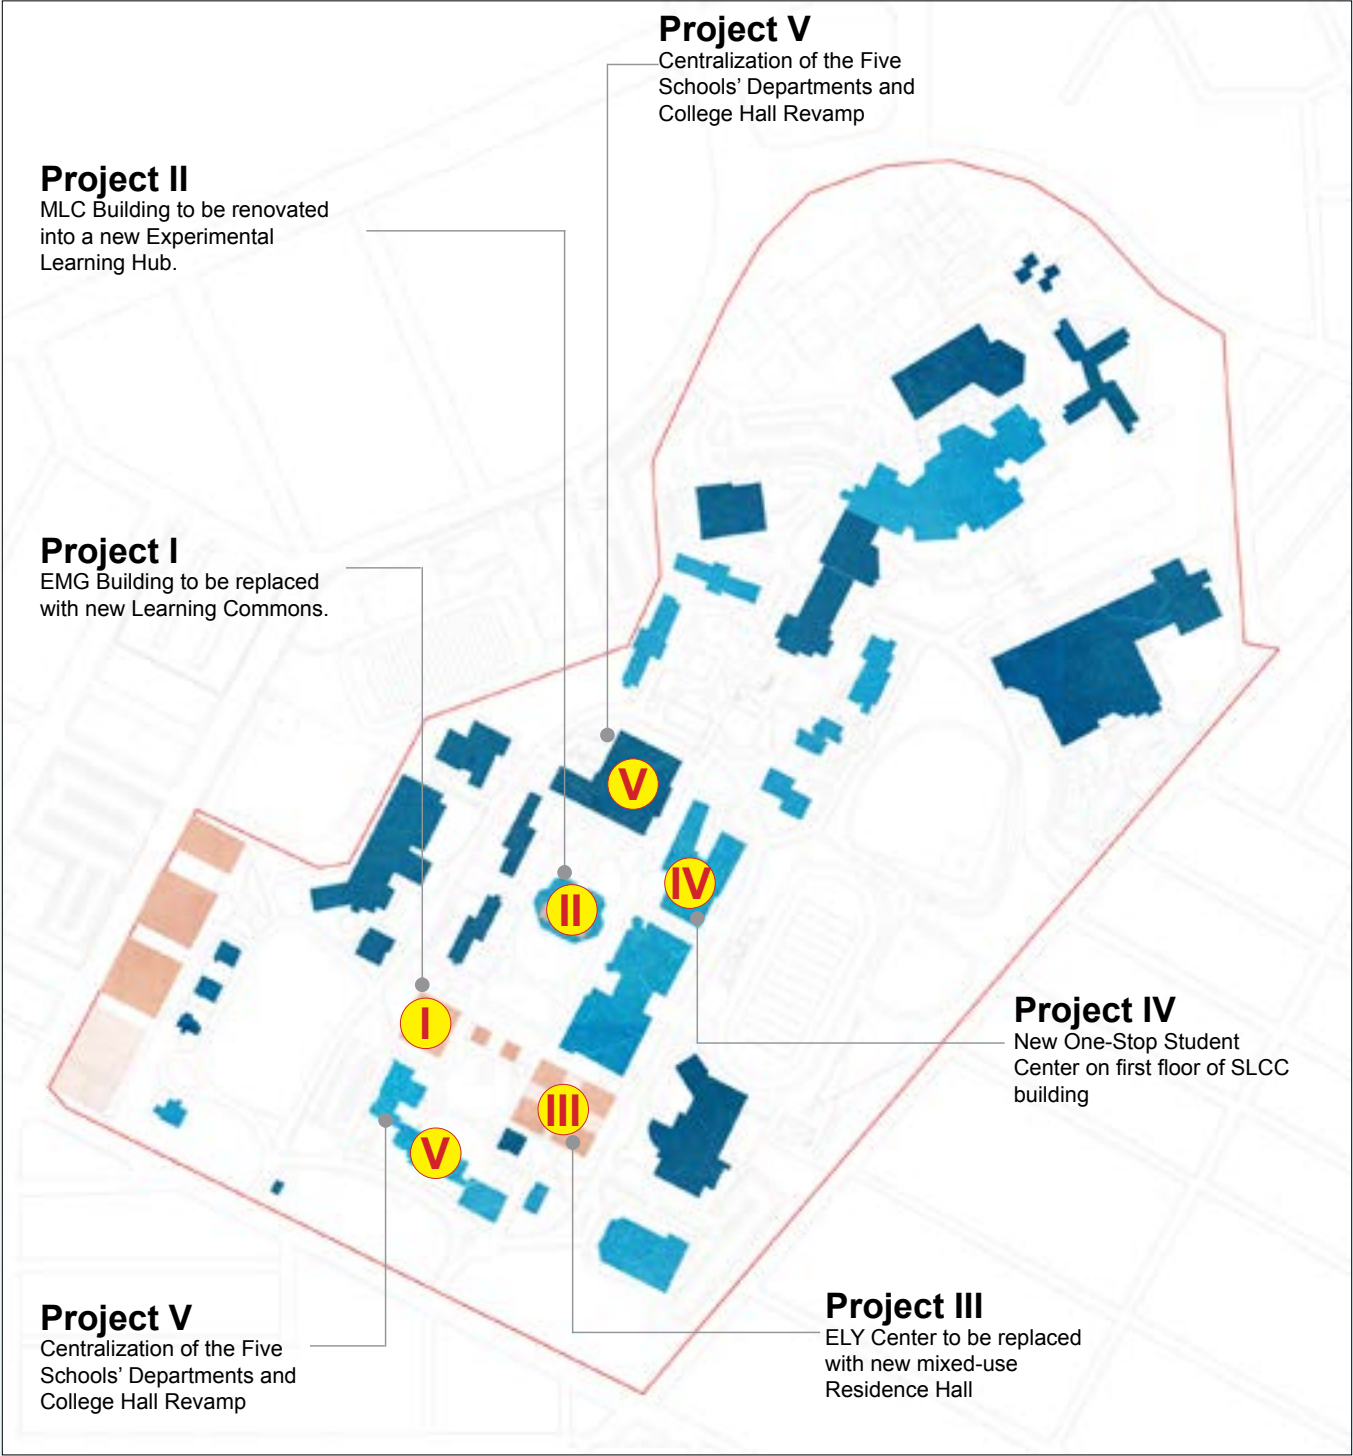 Project V
Centralization of the Five
Schools' Departments and
College Hall Revamp
Project II
MLC Building to be renovated
into a new Experimental
Learning Hub.
Project I
EMG Building to be replaced
with new Learning Commons.
V
IV
II
I
III
V
Project IV
New One-Stop Student
Center on first floor of SLCC
building
Project V
Centralization of the Five
Schools' Departments and
College Hall Revamp
Project III
ELY Center to be replaced
with new mixed-use
Residence Hall